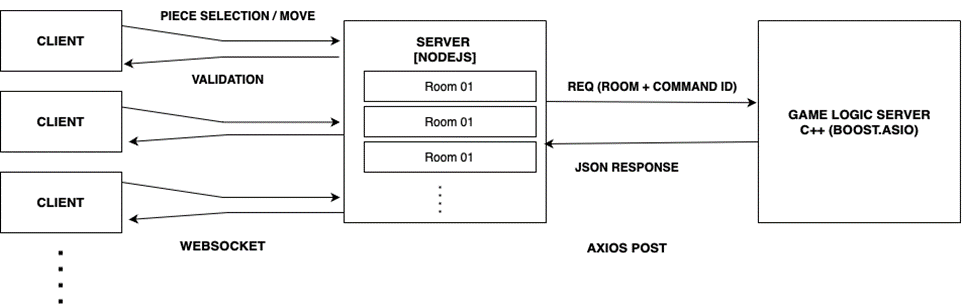 PIECE SELECTION / MOVE
CLIENT
VALIDATION
CLIENT
CLIENT
WEBSOCKET
SERVER
[NODEJS]
Room 01
Room 01
Room 01
REQ (ROOM + COMMAND ID)
JSON RESPONSE
AXIOS POST
GAME LOGIC SERVER
C++ (BOOST.ASIO)